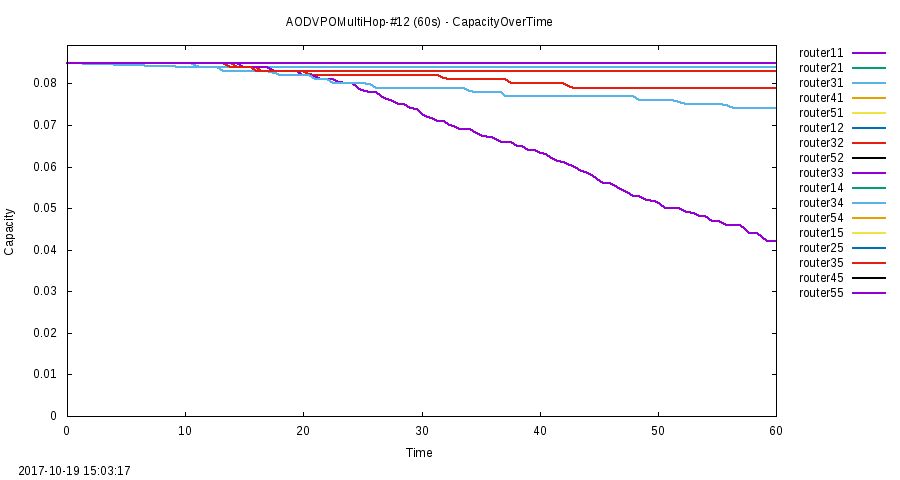 AODVPOMultiHop-#12 (60s) - CapacityOverTime
router11
router21
router31
router41
router51
router12
router32
router52
router33
router14
router34
router54
router15
router25
router35
router45
router55
Capacity
0.08
0.07
0.06
0.05
0.04
0.03
0.02
0.01
0
0 10 20 30 40 50 60
Time
2017-10-19 15:03:17